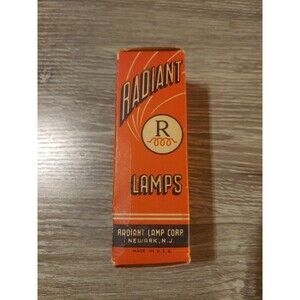 RADIANT
R
LAMPS
RADIANT LAMP CORP
NEWARK, N.J.
MADE IN U.S.A.